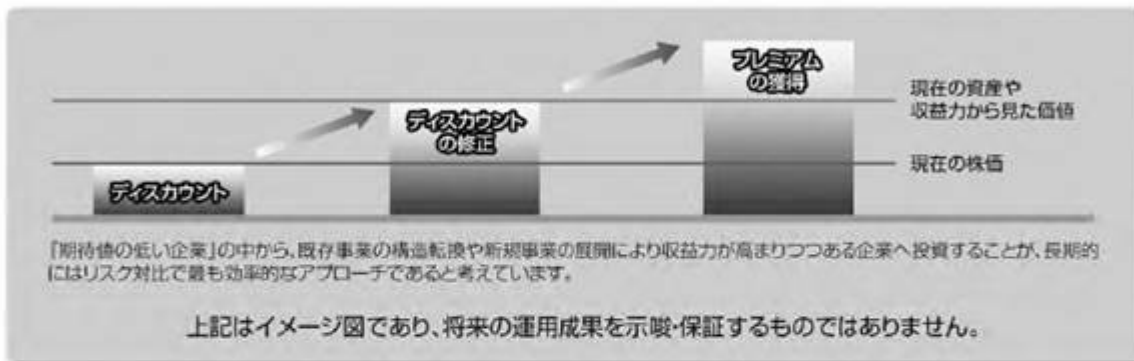 プレミアム
の獲得
現在の資産や
収益力から見た価値
ディスカウント
の修正
現在の株価
ディスカウント
「期待値の低い企業」の中から、既存事業の構造転換や新規事業の展開により収益力が高まりつつある企業へ投資することが、長期的
にはリスク対比で最も効率的なアプローチであると考えています。
上記はイメージ図であり、将来の運用成果を示唆・保証するものではありません。